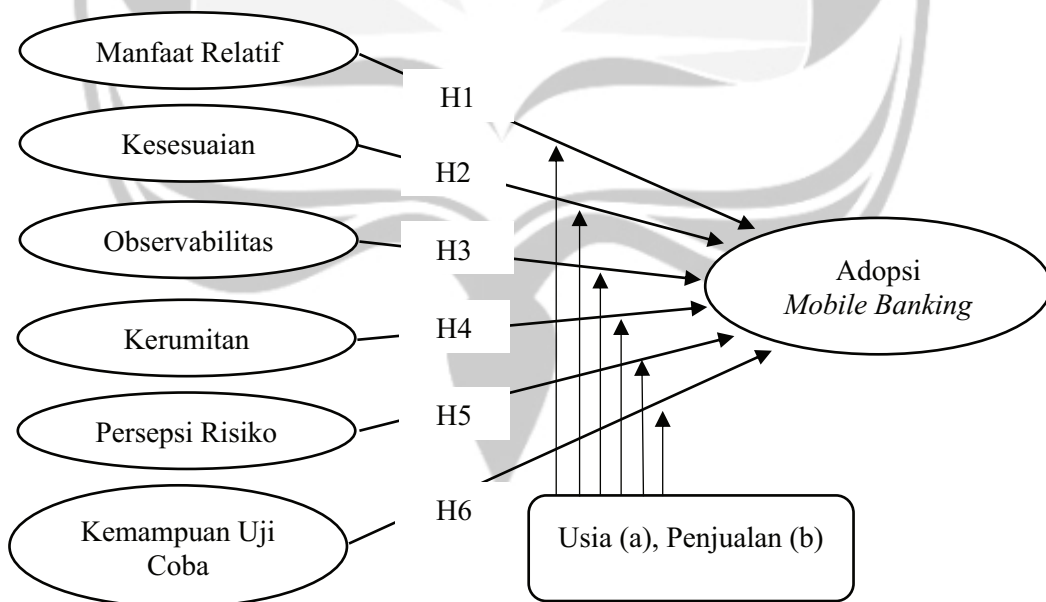 Manfaat Relatif
H1
Kesesuaian
H2
Observabilitas
H3
Adopsi
Mobile Banking
Kerumitan
H4
Persepsi Risiko
H5
Kemampuan Uji
Coba
H6
Usia (a), Penjualan (b)